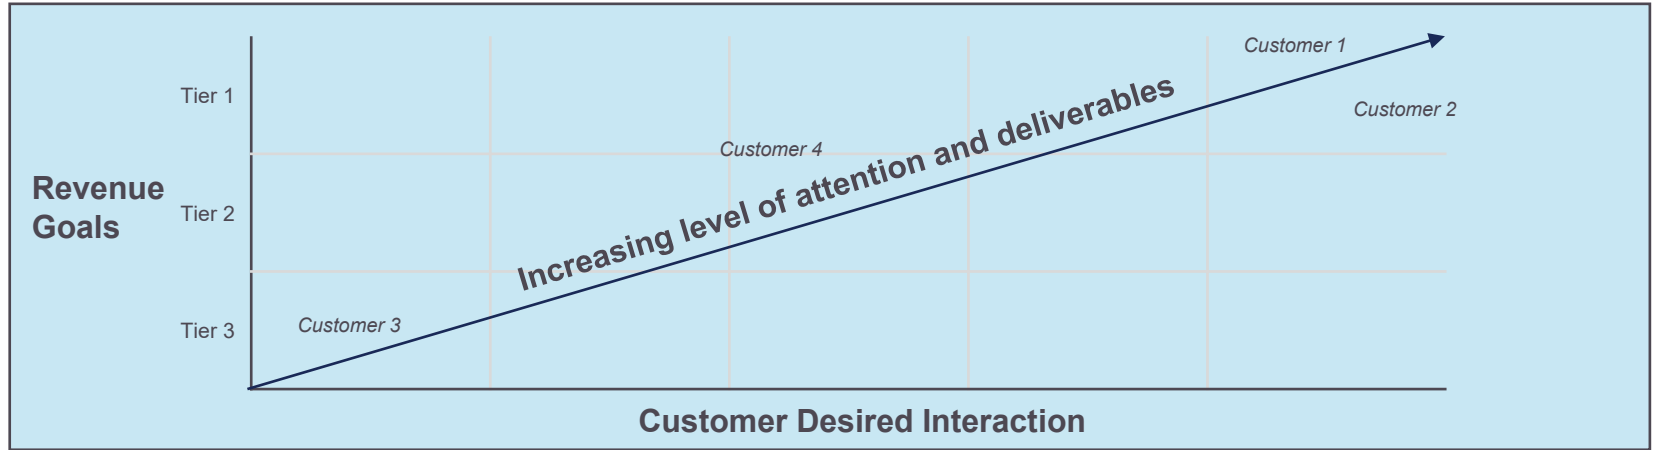 Customer 1
Tier 1
Customer 2
Increasing level of attention and deliverables
Customer 4
Revenue
Goals
Tier 2
Customer 3
Tier 3
Customer Desired Interaction